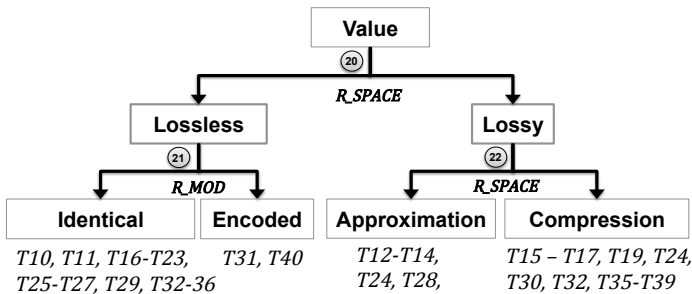 Value
20
R_SPACE
Lossless
Lossy
21
22
R_MOD
R_SPACE
Identical
Encoded
Approximation
Compression
T10, T11, T16-T23,
T25-T27, T29, T32-36
T31, T40
T12-T14,
T24, T28,
T15 – T17, T19, T24,
T30, T32, T35-T39